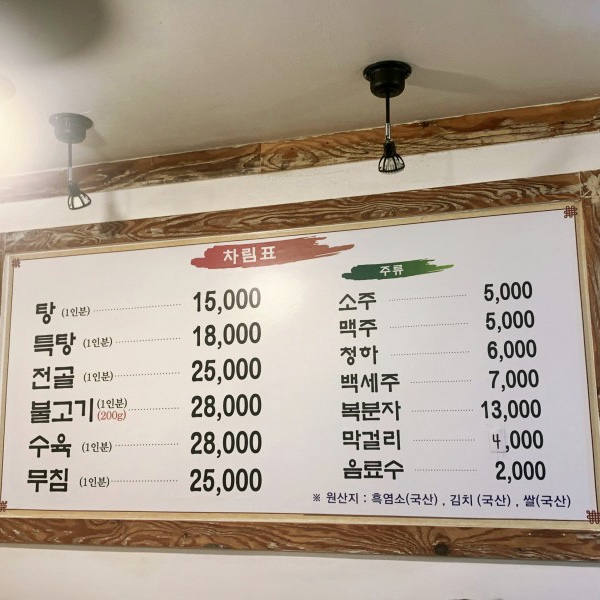 차림표
탕 (1인분) 15,000
특탕 (1인분) 18,000
전골 (1인분) 25,000
불고기 (1인분) (200g) 28,000
수육 (1인분) 28,000
무침 (1인분) 25,000
주류
소주 5,000
맥주 5,000
청하 6,000
백세주 7,000
복분자 13,000
막걸리 4,000
음료수 2,000
※ 원산지 : 흑염소(국산) , 김치 (국산) , 쌀(국산)